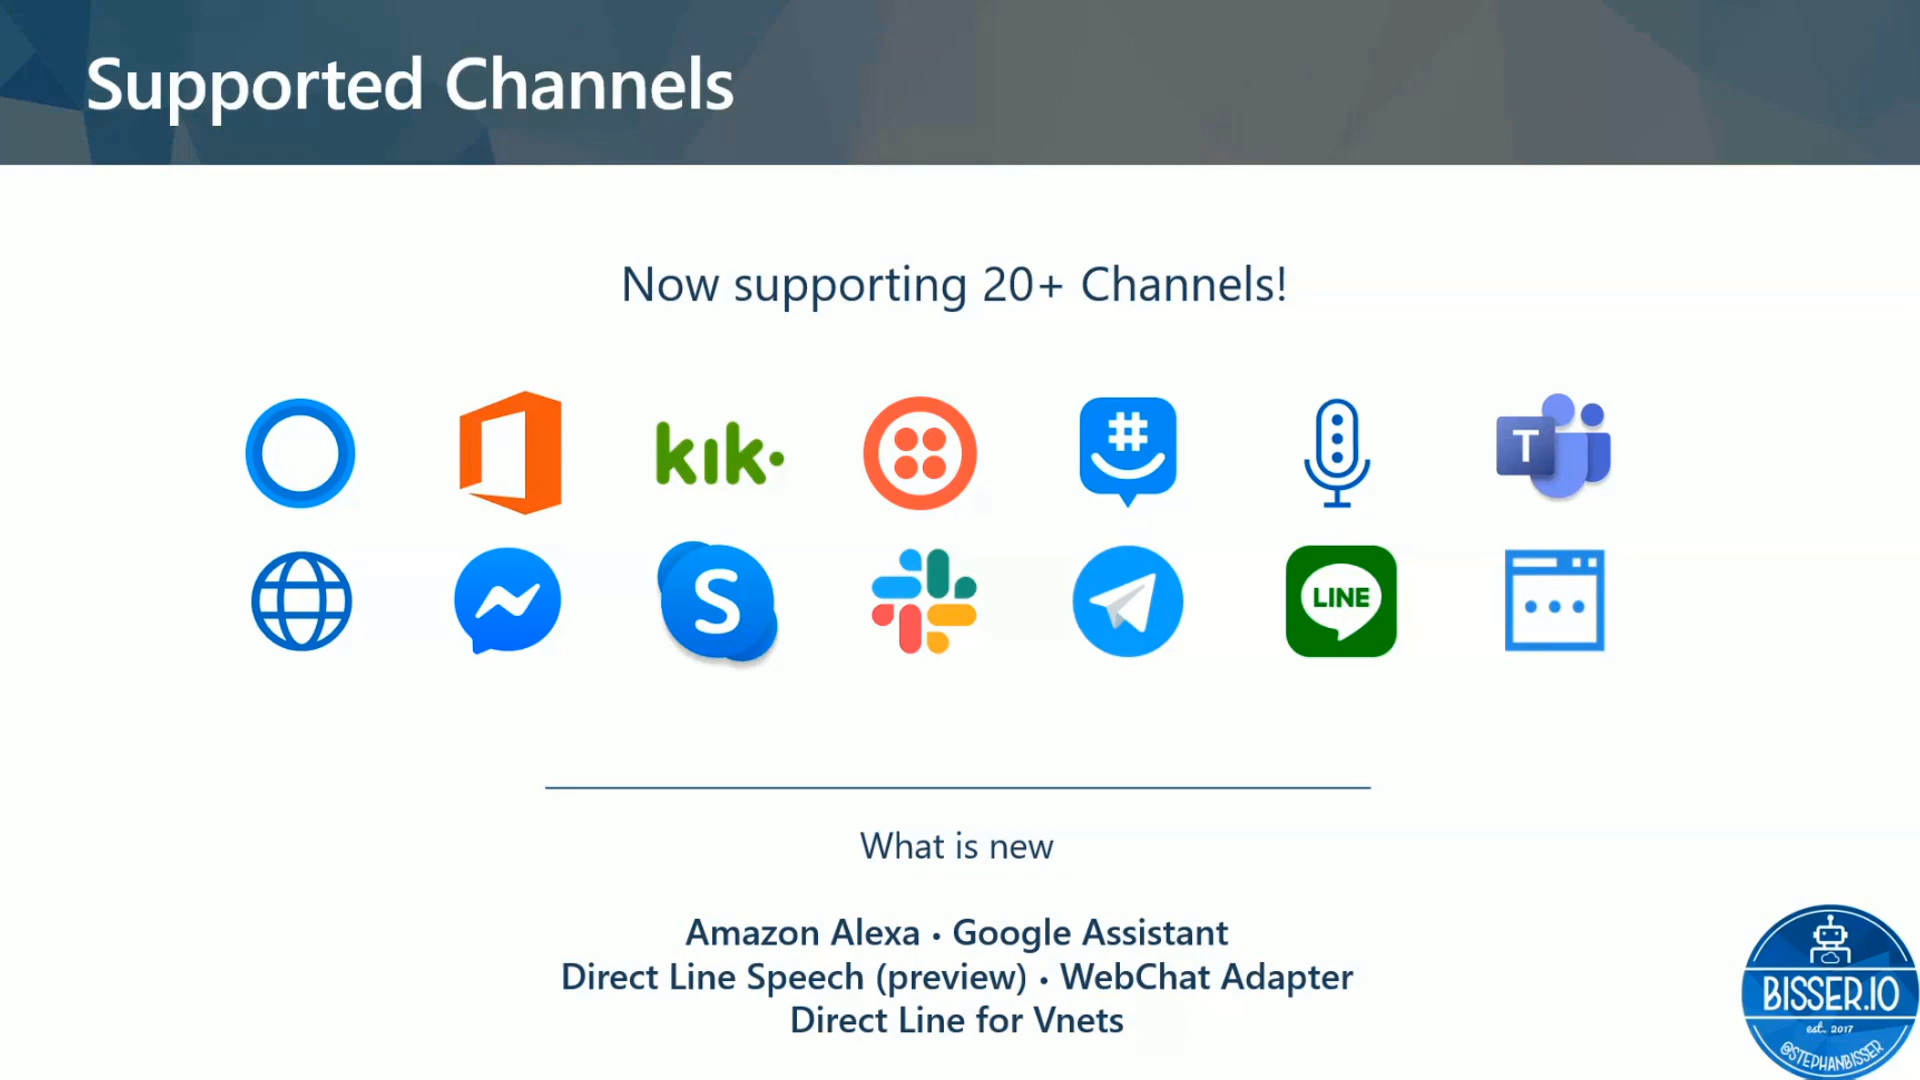 Supported Channels
Now supporting 20+ Channels!
kik.
#
T
S
LINE
What is new
Amazon Alexa • Google Assistant
Direct Line Speech (preview) • WebChat Adapter
Direct Line for Vnets
BISSER.IO
est. 2017
@STEPHANBISSER